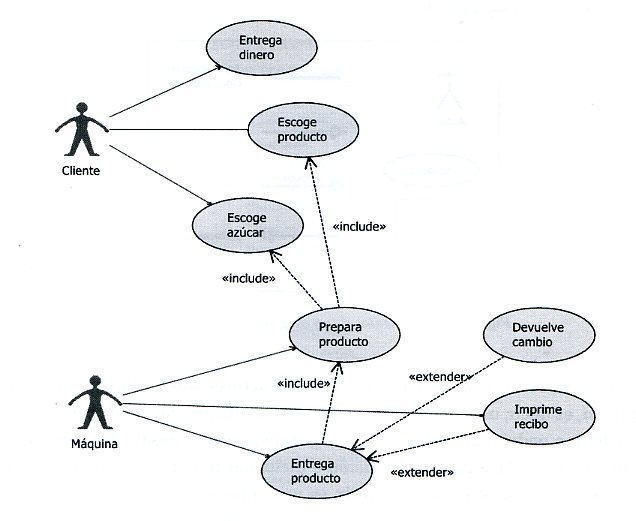 Entrega
dinero
Escoge
producto
Cliente
Escoge
azúcar
«include»
«include»
Prepara
producto
Devuelve
cambio
«include»
«extender»
Imprime
recibo
Máquina
Entrega
producto
«extender»